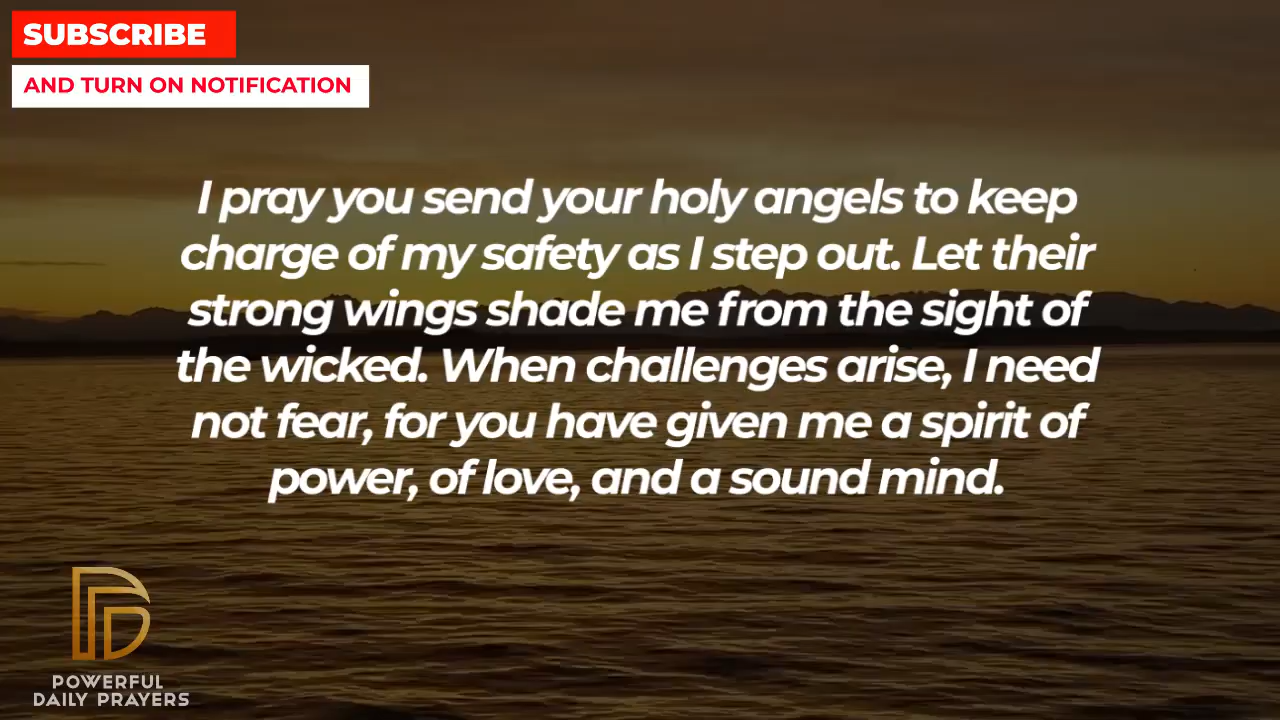 SUBSCRIBE
AND TURN ON NOTIFICATION
I pray you send your holy angels to keep
charge of my safety as I step out. Let their
strong wings shade me from the sight of
the wicked. When challenges arise, I need
not fear, for you have given me a spirit of
power, of love, and a sound mind.
POWERFUL
DAILY PRAYERS